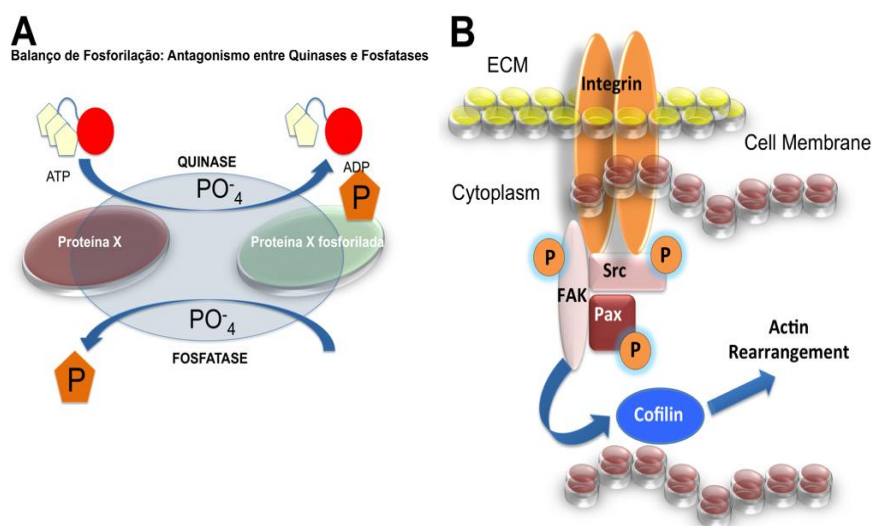 A
Balanço de Fosforilação: Antagonismo entre Quinases e Fosfatases
ATP
QUINASE
ADP
PO-4
P
Proteína X
Proteína X fosforilada
PO-4
P
FOSFATASE
B
ECM
Integrin
Cell Membrane
Cytoplasm
P
P
Src
FAK
Pax
P
Actin
Rearrangement
Cofilin